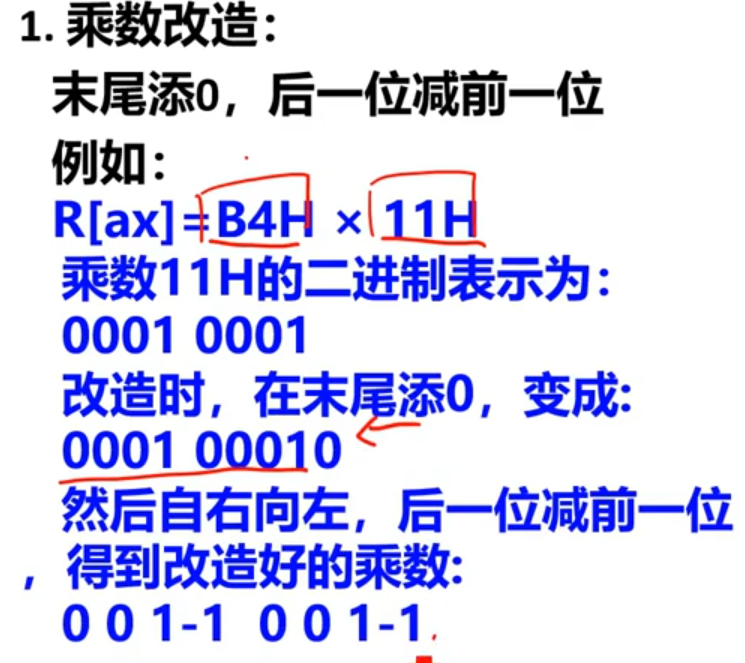 1. 乘数改造：
末尾添0，后一位减前一位
例如：
R[ax]=B4H × 11H
乘数11H的二进制表示为：
0001 0001
改造时，在末尾添0，变成:
0001 00010
然后自右向左，后一位减前一位
，得到改造好的乘数:
0 0 1-1 0 0 1-1